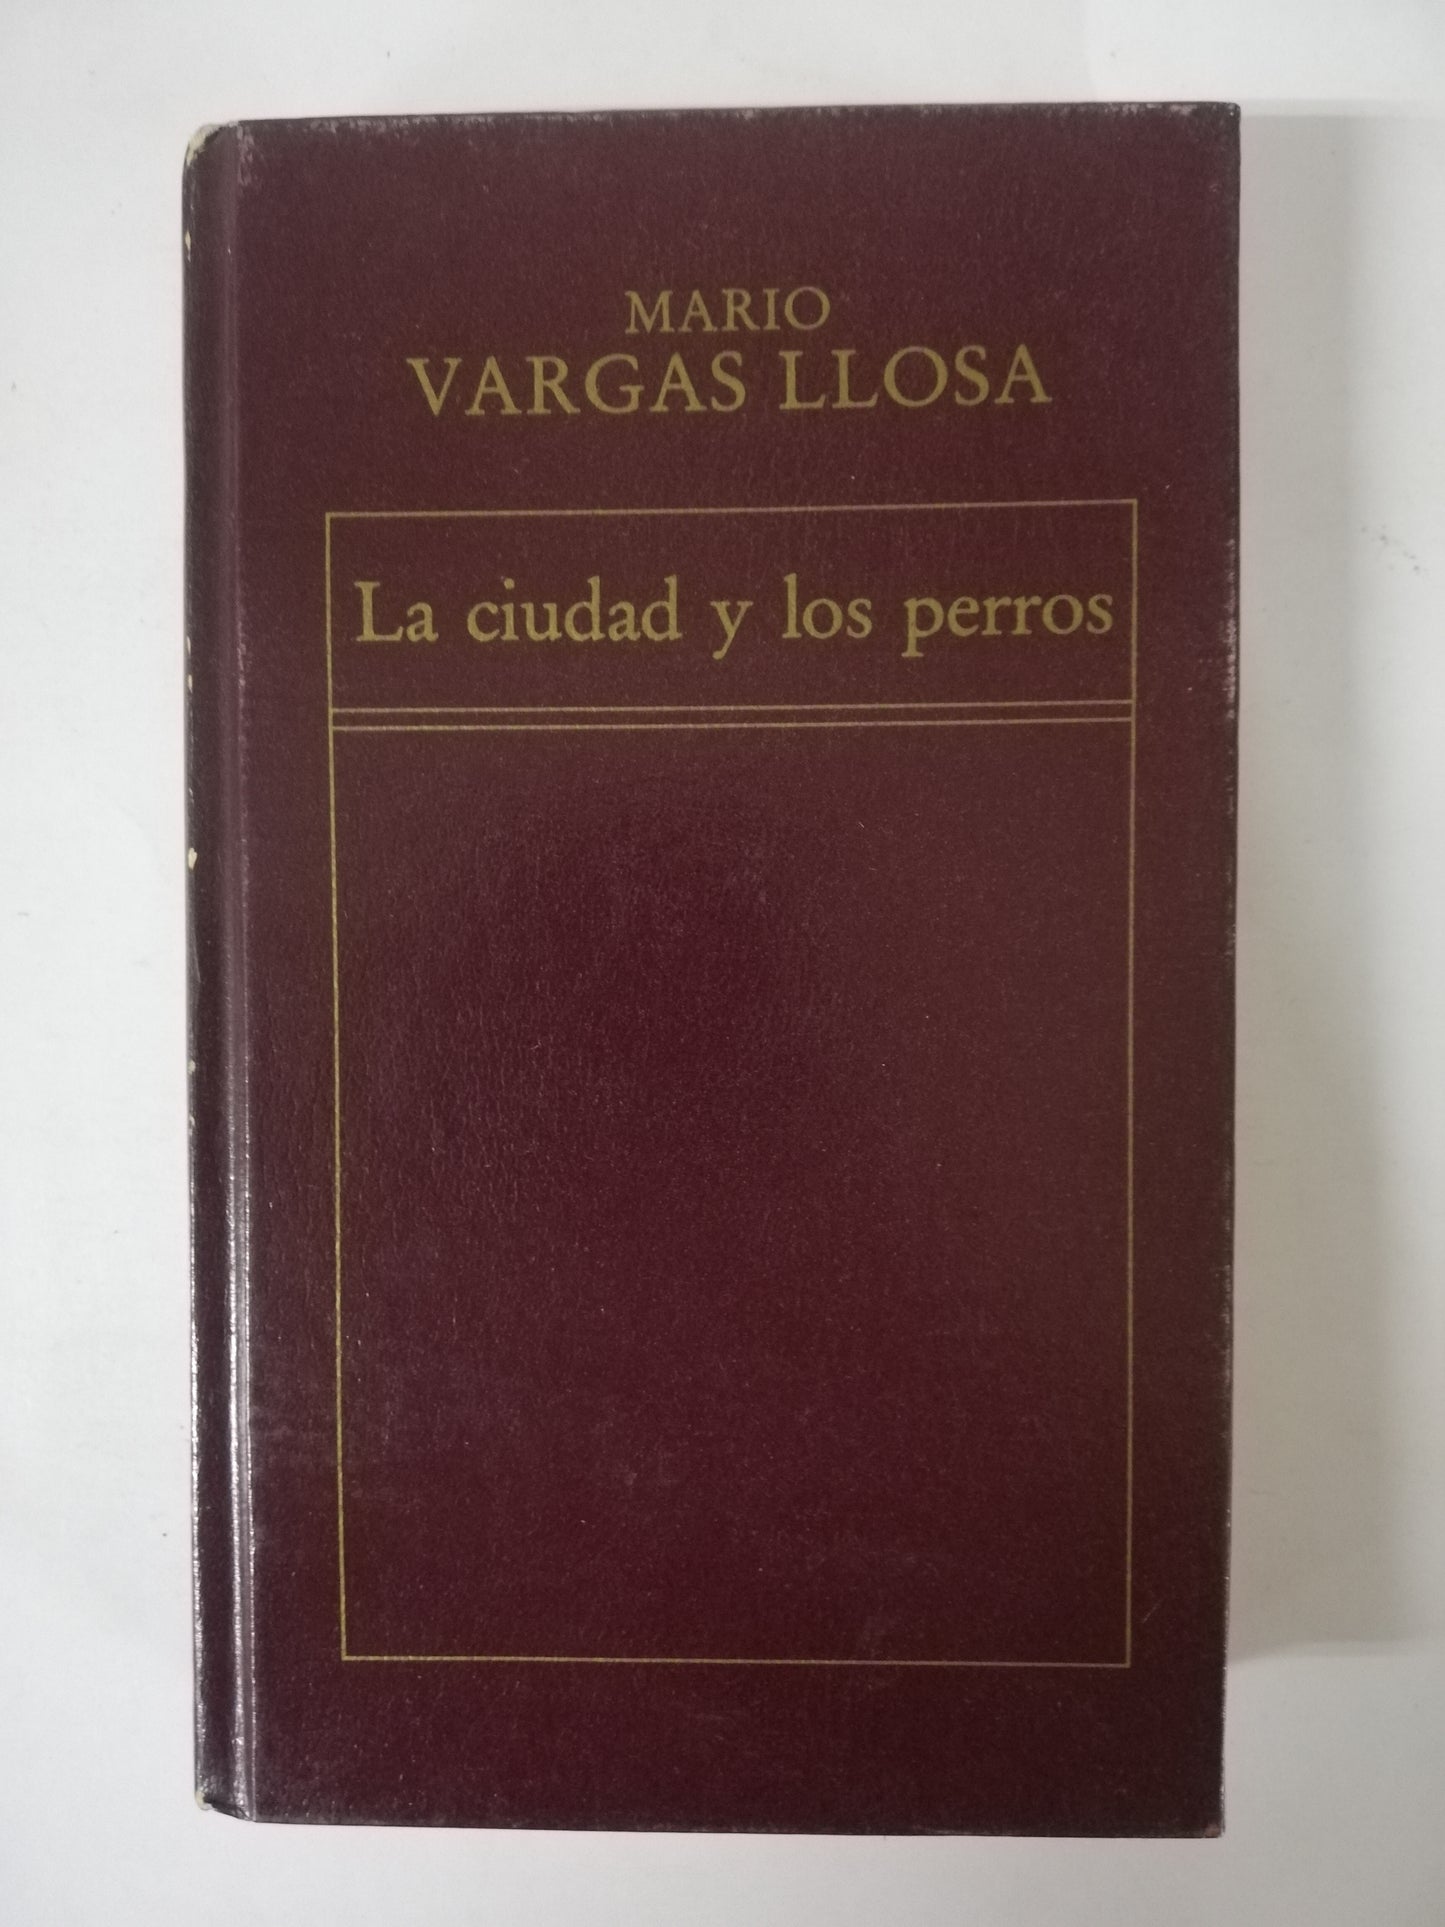 MARIO
VARGAS LLOSA
La ciudad y los perros